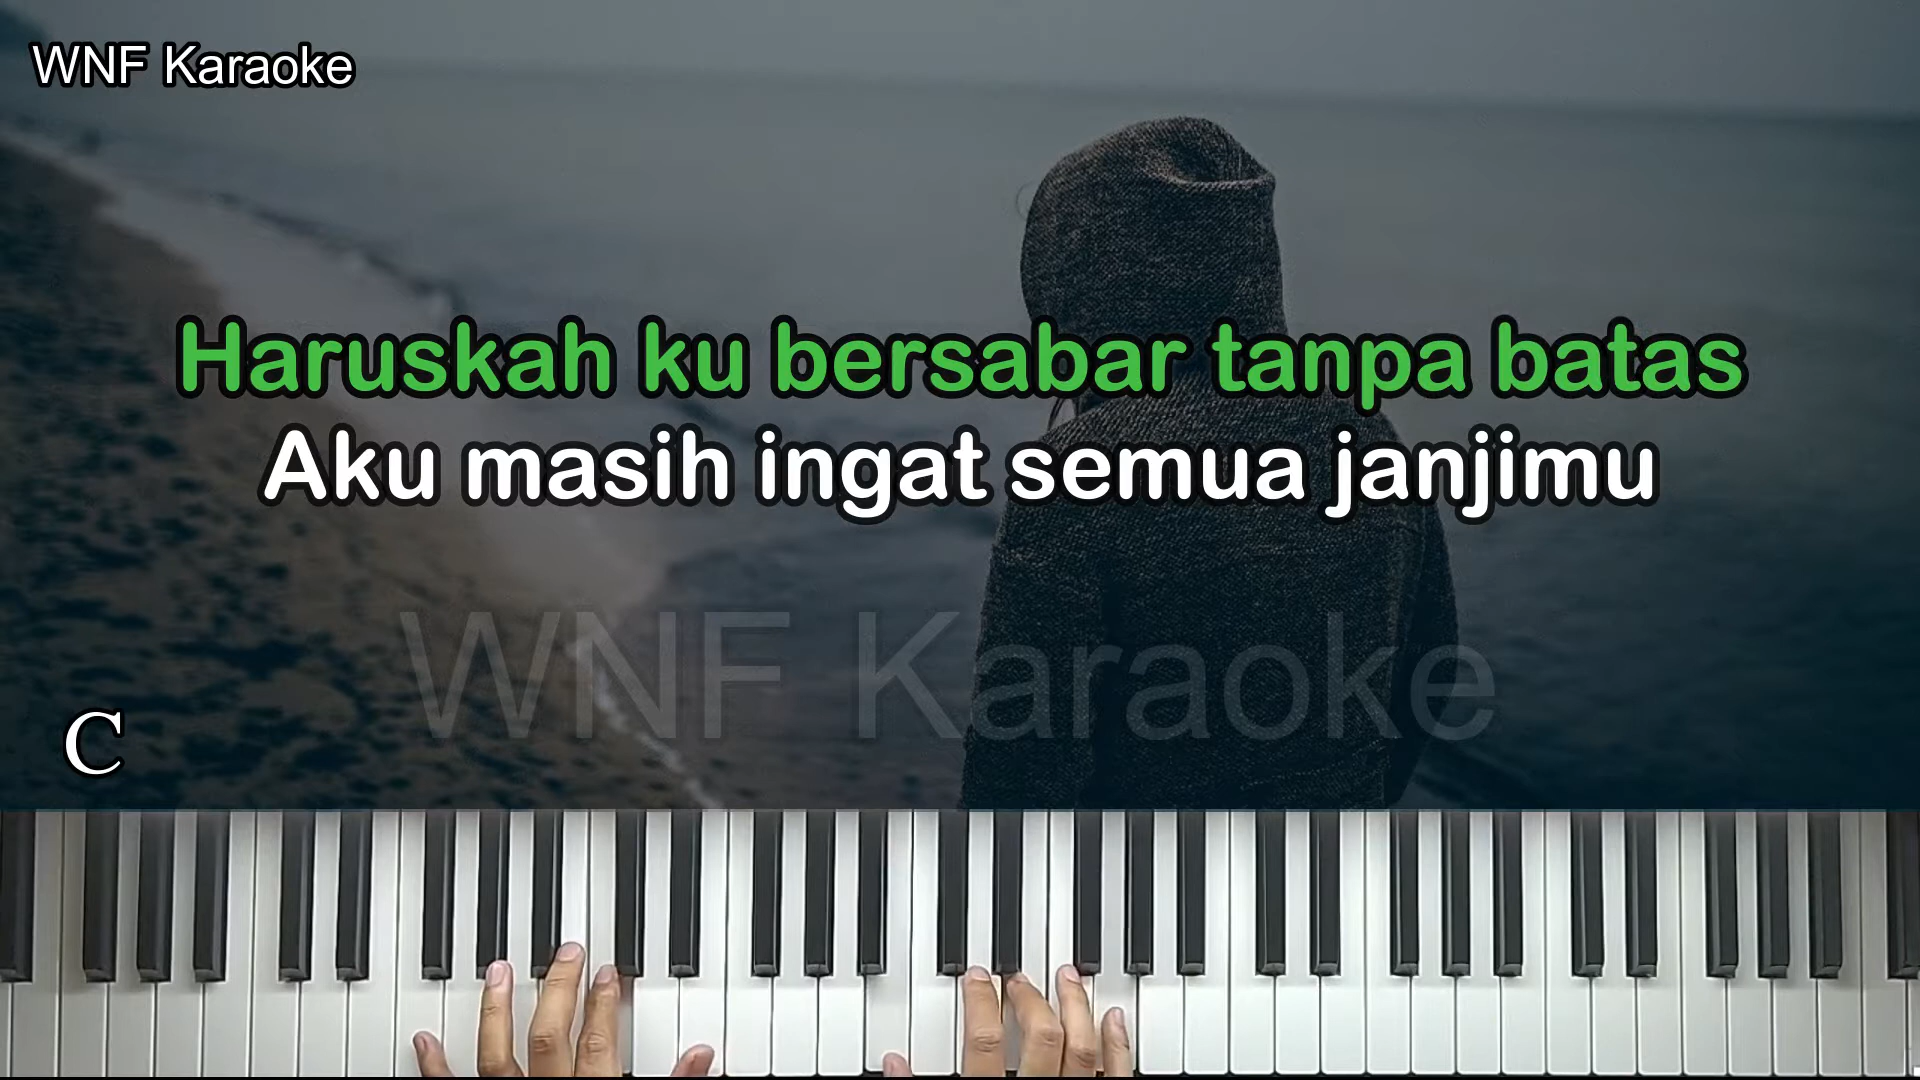 WNF Karaoke
Haruskah ku bersabar tanpa batas
Aku masih ingat semua janjimu
WNF Karaoke
C